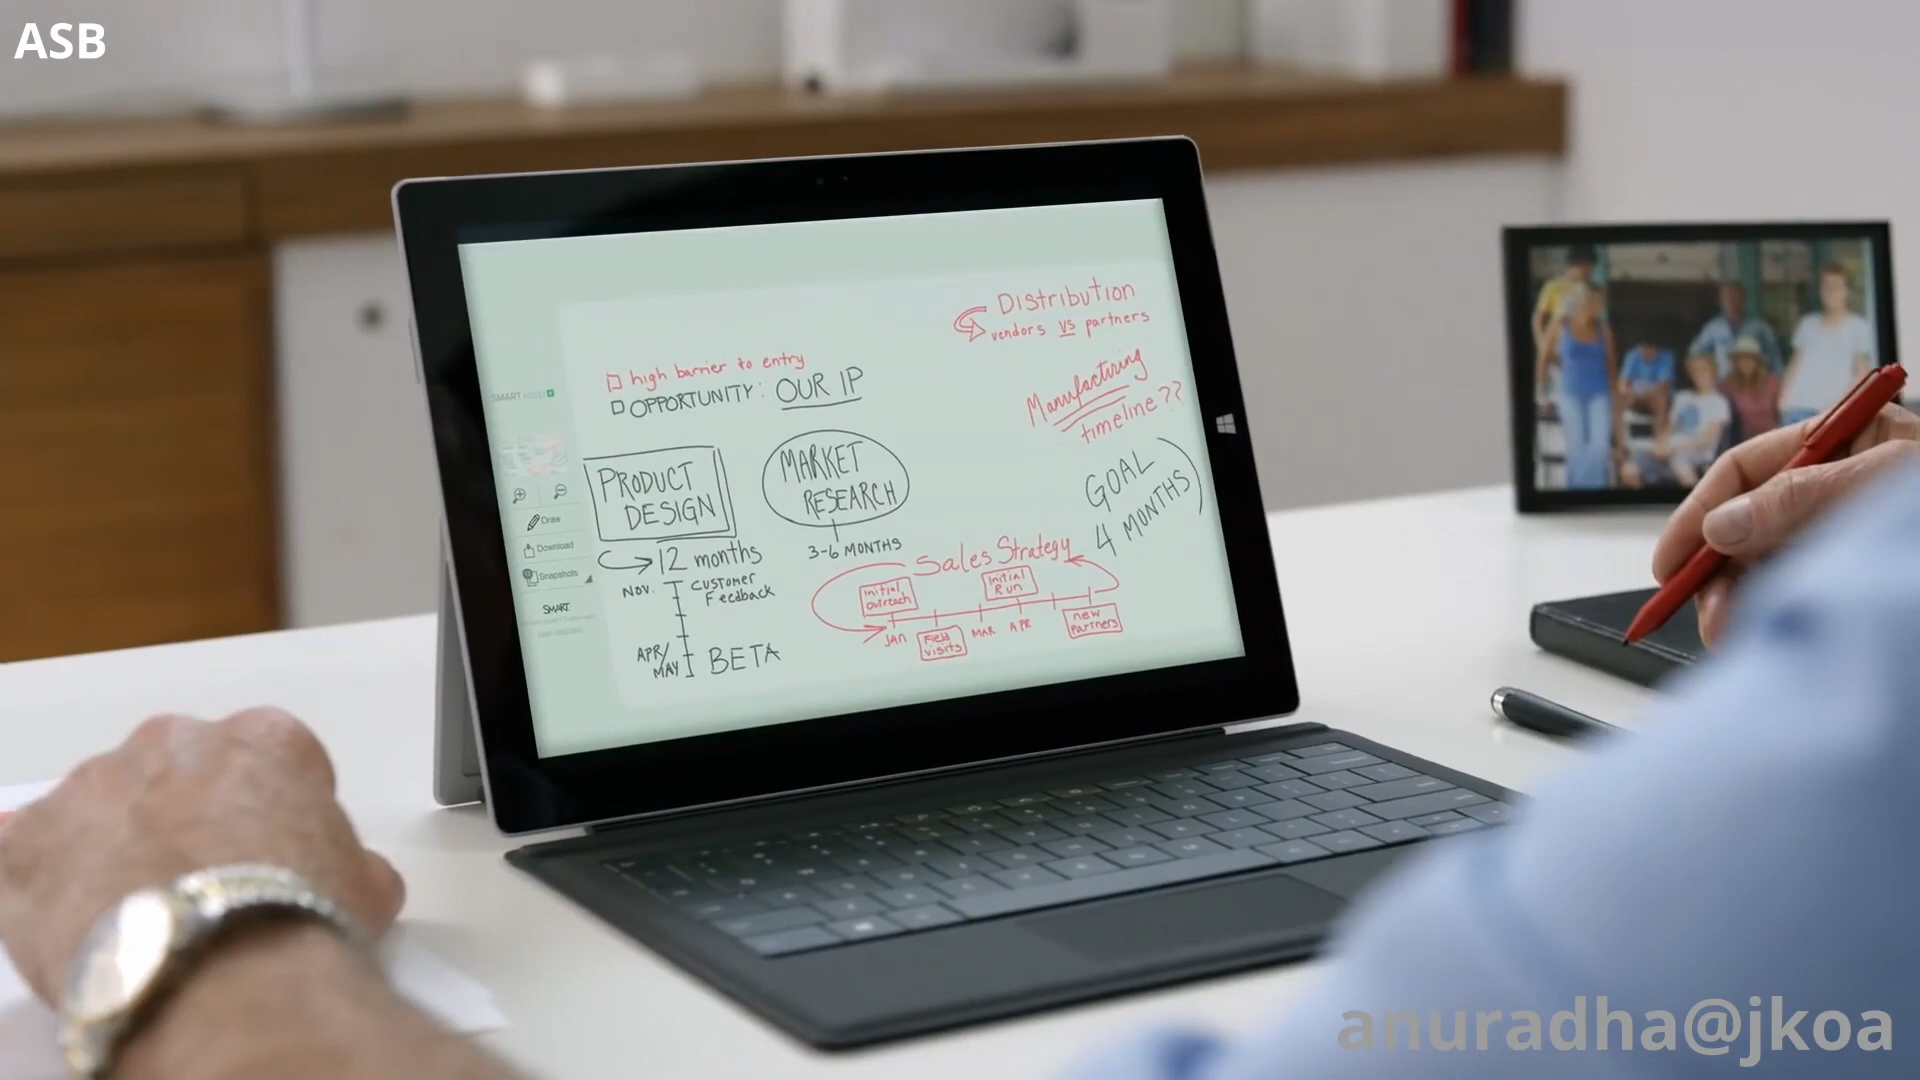 ASB
Distribution
vendors vs partners
high barrier to entry
OPPORTUNITY: OUR IP
Manufacturing
timeline??
GOAL
4 MONTHS
PRODUCT
DESIGN
12 months
NOV. CUSTOMER
Feedback
APR/
MAY BETA
MARKET
RESEARCH
3-6 MONTHS
Sales Strategy
initial
outreach
Initial
Run
JAN
Field
visits
MAR
APR
new
partners
SMART
Draw
Download
Snapshots
SMART
anuradha@jkoa